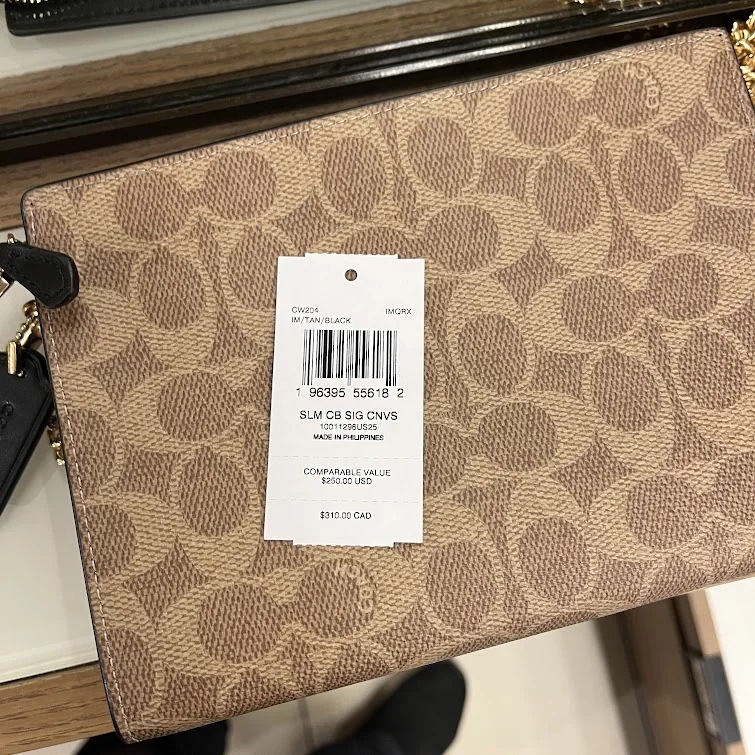 CW204 IMQRX
IM/TAN/BLACK
1 96395 55618 2
SLM CB SIG CNVS
10011296US25
MADE IN PHILIPPINES
COMPARABLE VALUE
$250.00 USD
$310.00 CAD